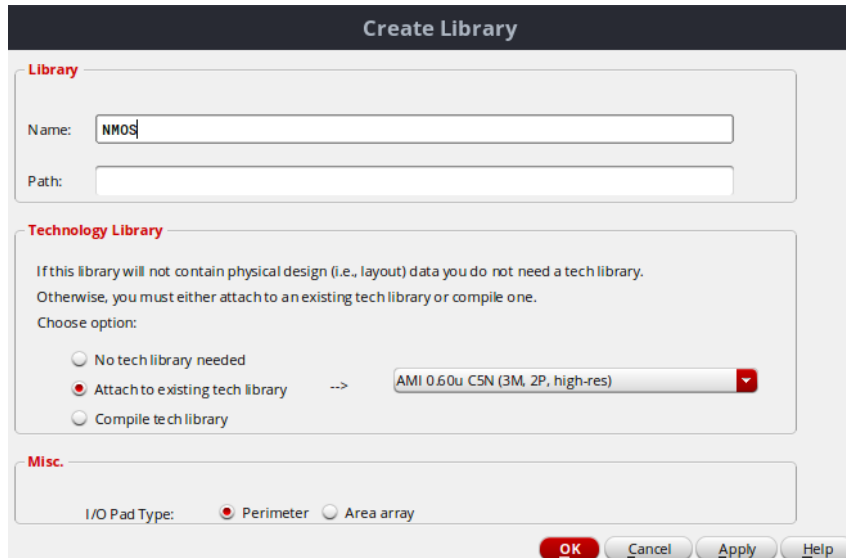 Create Library
Library
Name: NMOS
Path:
Technology Library
If this library will not contain physical design (i.e., layout) data you do not need a tech library.
Otherwise, you must either attach to an existing tech library or compile one.
Choose option:
No tech library needed
Attach to existing tech library --> AMI 0.60u C5N (3M, 2P, high-res)
Compile tech library
Misc.
I/O Pad Type: Perimeter Area array
OK Cancel Apply Help